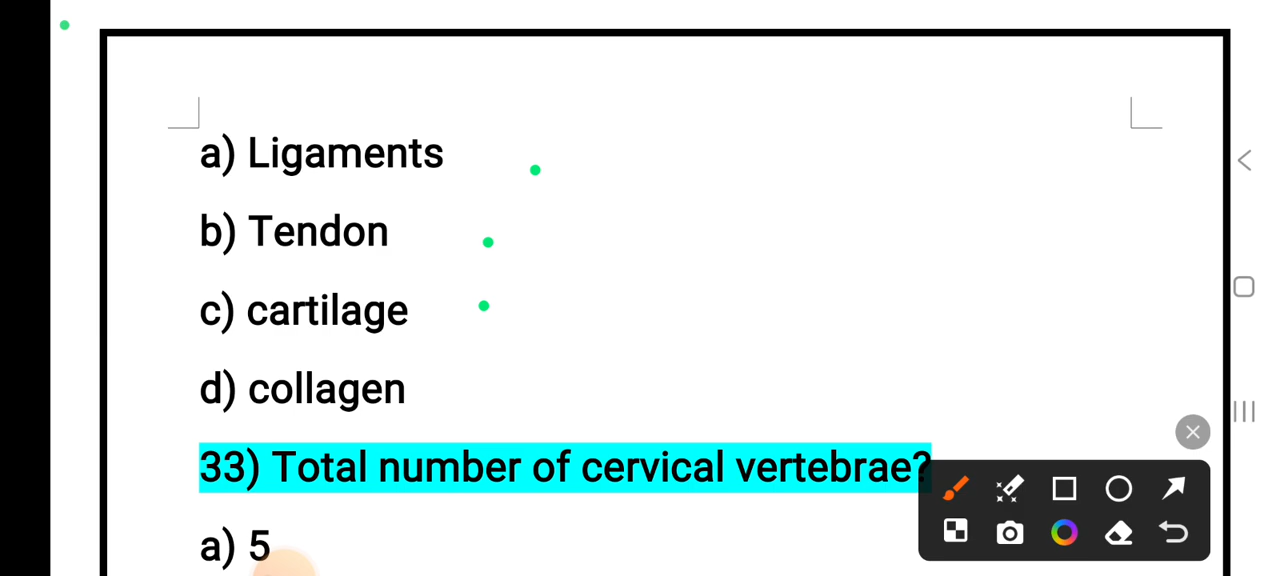 a) Ligaments
b) Tendon
c) cartilage
d) collagen
33) Total number of cervical vertebrae?
a) 5